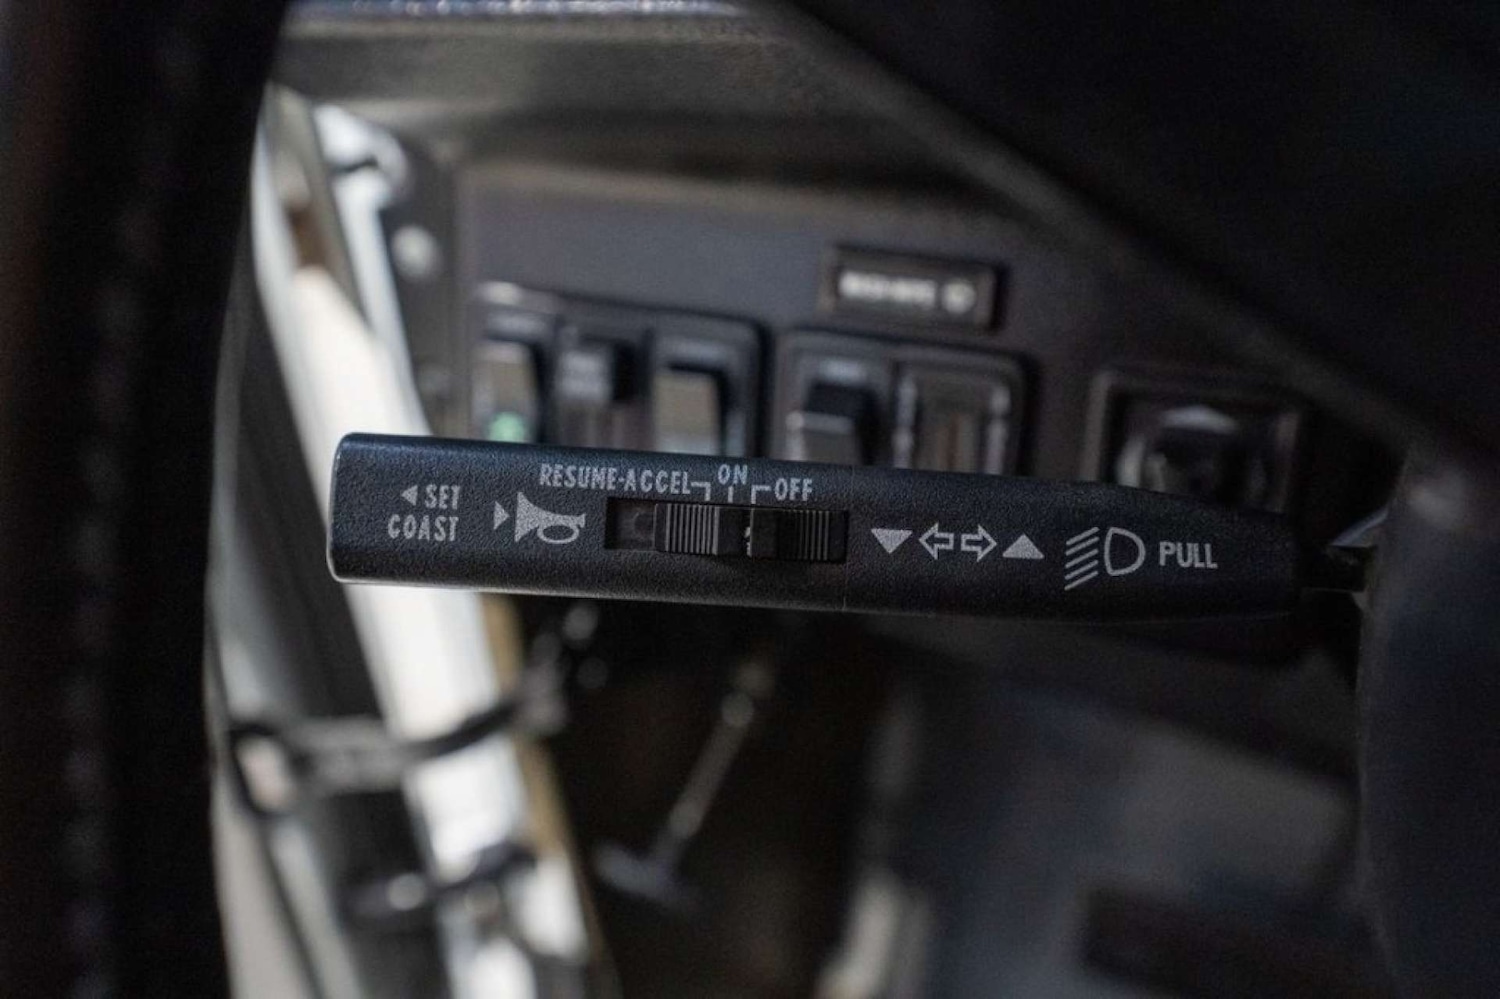 RESUME-ACCEL ON OFF
SET
COAST
PULL